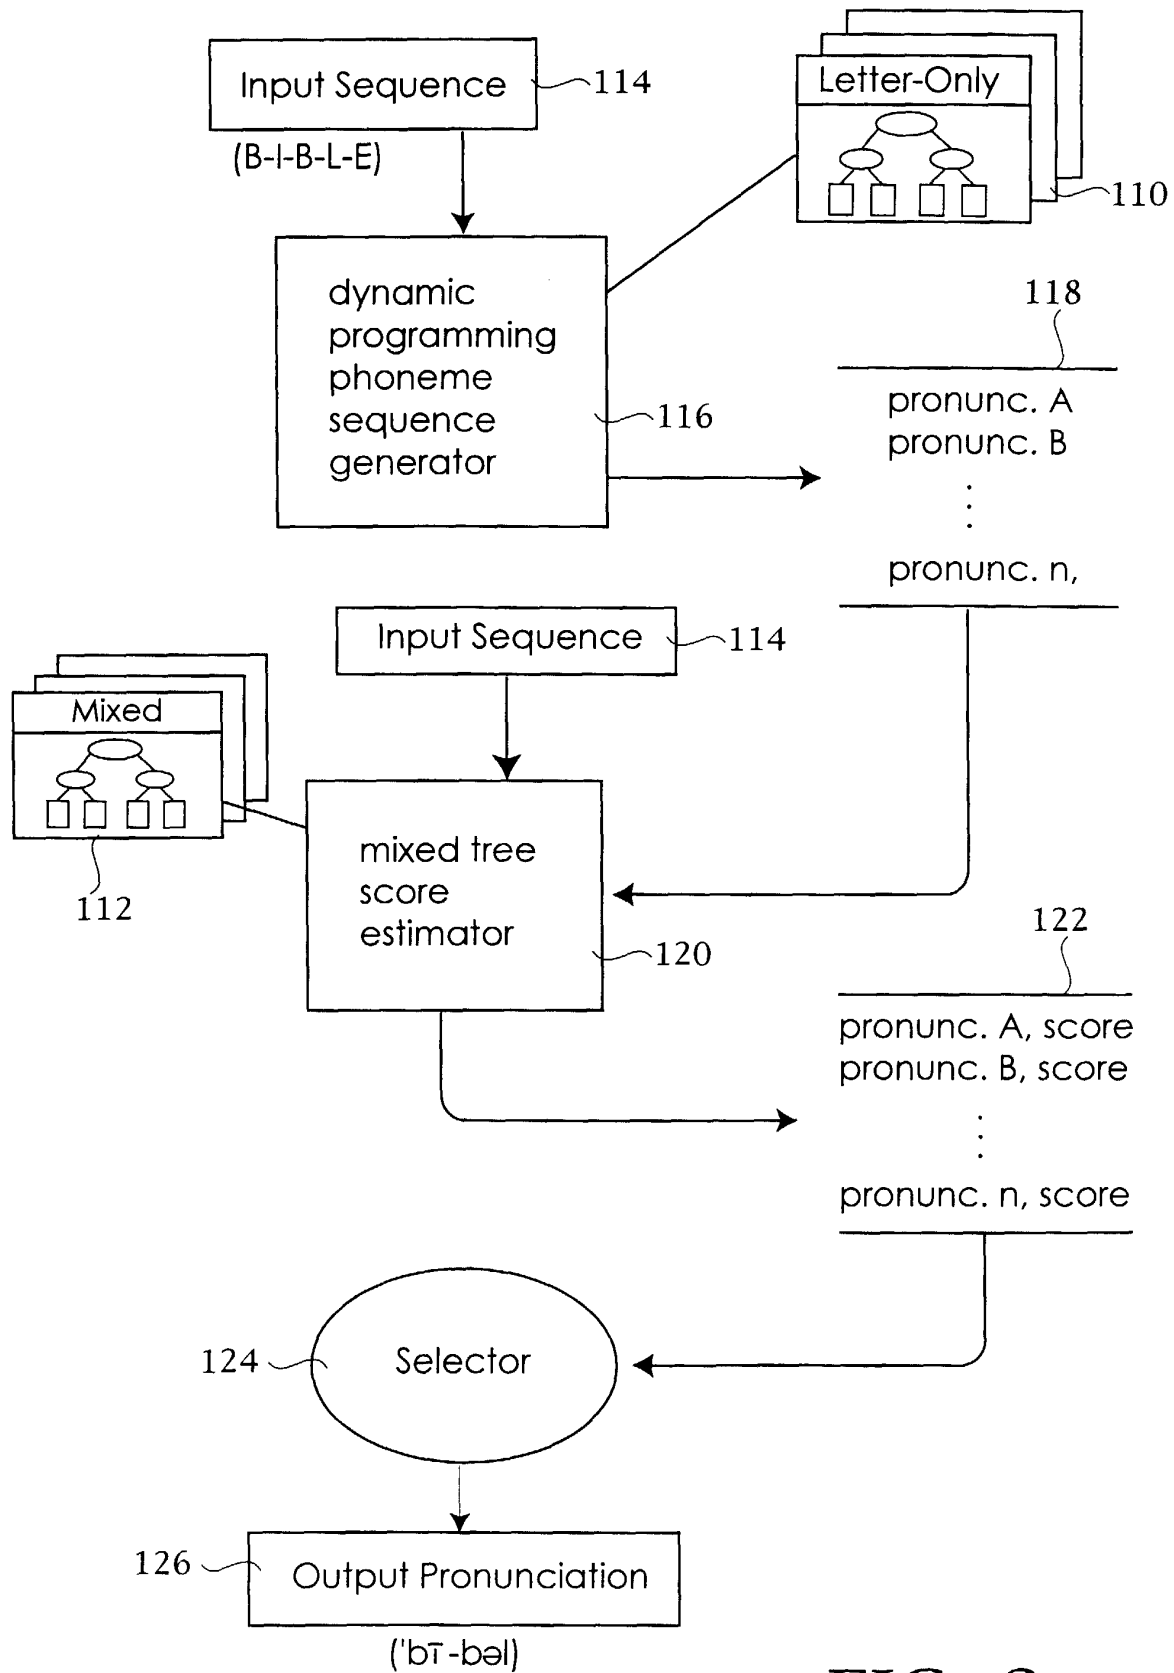 Input Sequence
114
(B-I-B-L-E)
Letter-Only
110
dynamic
programming
phoneme
sequence
generator
116
118
pronunc. A
pronunc. B
pronunc. n,
Input Sequence
114
Mixed
112
mixed tree
score
estimator
120
122
pronunc. A, score
pronunc. B, score
pronunc. n, score
124
Selector
126
Output Pronunciation
('bī-bəl)